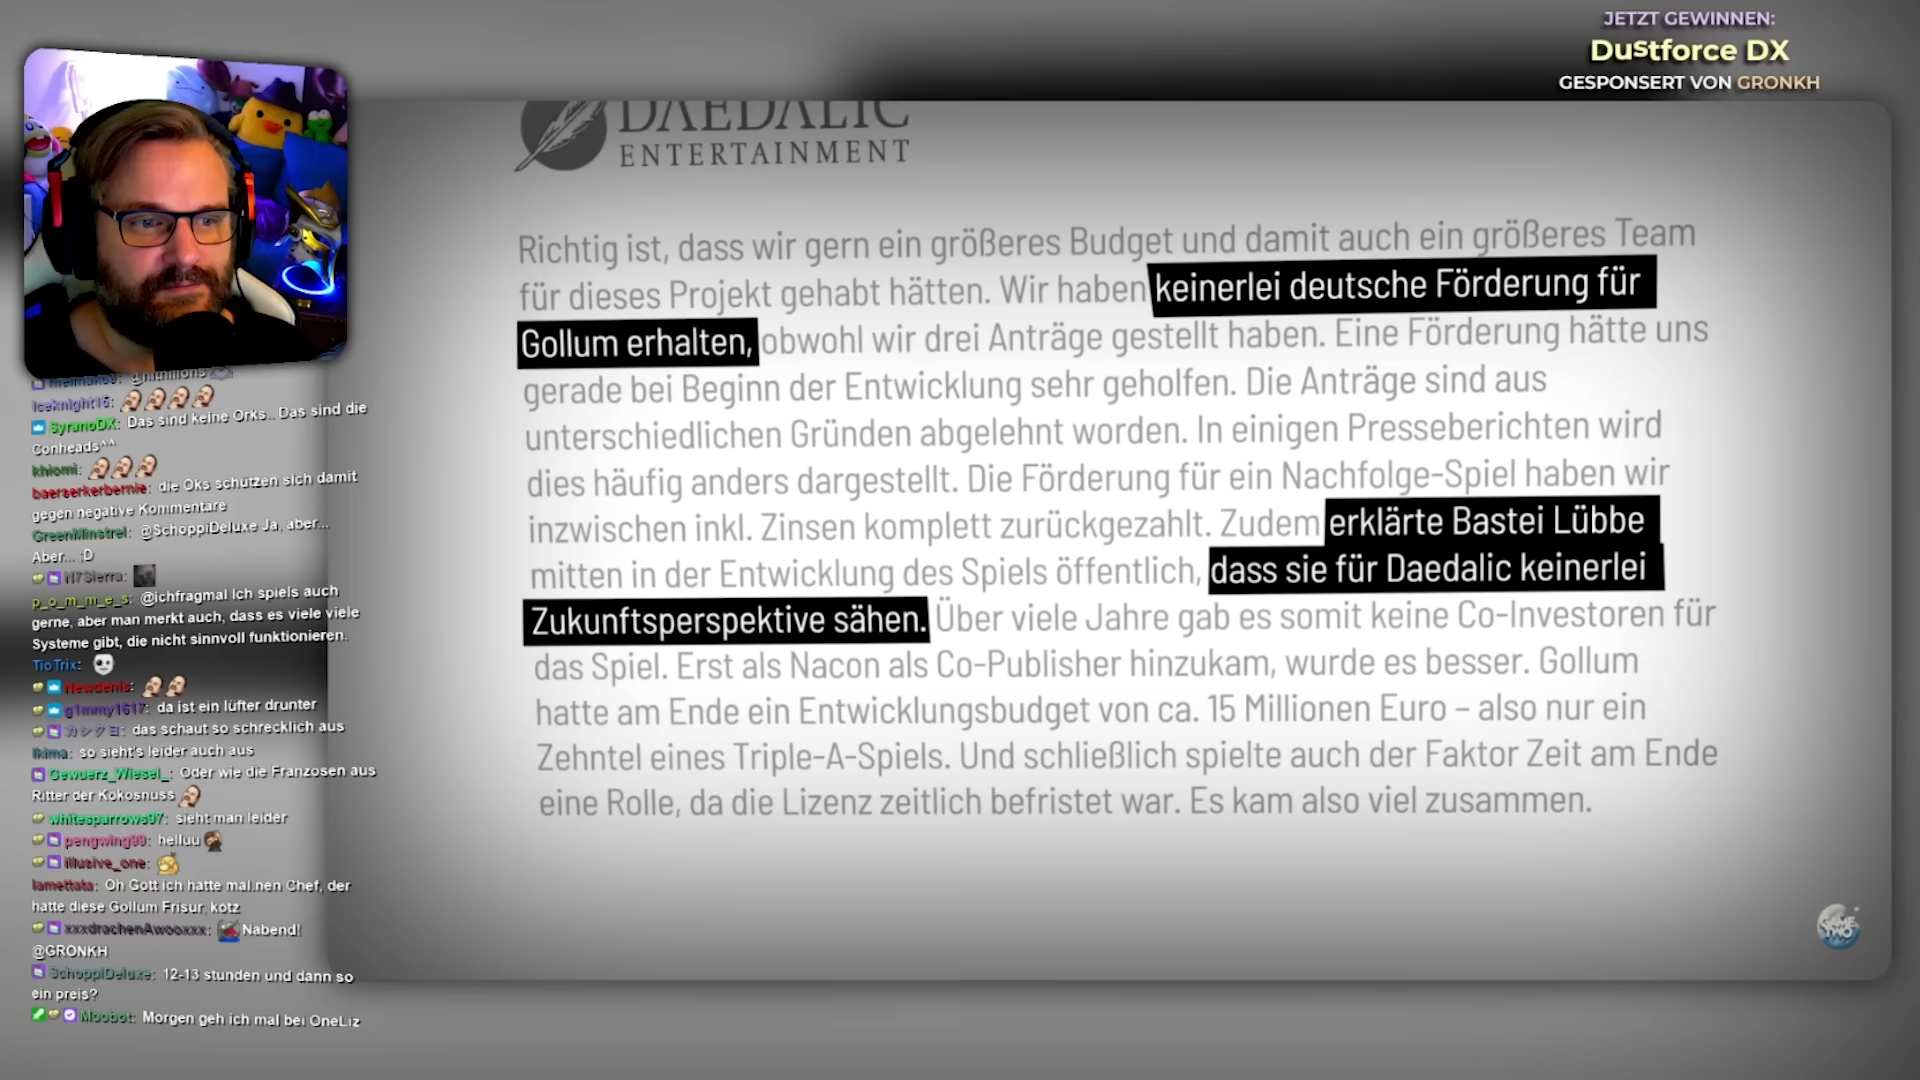 JETZT GEWINNEN:
Dustforce DX
GESPONSERT VON GRONKH
DAEDALIC
ENTERTAINMENT
Richtig ist, dass wir gern ein größeres Budget und damit auch ein größeres Team
für dieses Projekt gehabt hätten. Wir haben keinerlei deutsche Förderung für
Gollum erhalten, obwohl wir drei Anträge gestellt haben. Eine Förderung hätte uns
gerade bei Beginn der Entwicklung sehr geholfen. Die Anträge sind aus
unterschiedlichen Gründen abgelehnt worden. In einigen Presseberichten wird
dies häufig anders dargestellt. Die Förderung für ein Nachfolge-Spiel haben wir
inzwischen inkl. Zinsen komplett zurückgezahlt. Zudem erklärte Bastei Lübbe
mitten in der Entwicklung des Spiels öffentlich, dass sie für Daedalic keinerlei
Zukunftsperspektive sähen. Über viele Jahre gab es somit keine Co-Investoren für
das Spiel. Erst als Nacon als Co-Publisher hinzukam, wurde es besser. Gollum
hatte am Ende ein Entwicklungsbudget von ca. 15 Millionen Euro – also nur ein
Zehntel eines Triple-A-Spiels. Und schließlich spielte auch der Faktor Zeit am Ende
eine Rolle, da die Lizenz zeitlich befristet war. Es kam also viel zusammen.
GAME
TWO
Iceknight16:
SyranoDX: Das sind keine Orks.. Das sind die
Conheads^^
khiomi:
baerserkerbernie: die Oks schützen sich damit
gegen negative Kommentare
GreenMinstrel: @SchoppiDeluxe Ja, aber...
Aber... ;D
N7Sierra:
p_o_m_m_e_s: @ichfragmal Ich spiels auch
gerne, aber man merkt auch, dass es viele viele
Systeme gibt, die nicht sinnvoll funktionieren.
TioTrix:
Newdenis:
g1mmy1617: da ist ein lüfter drunter
das schaut so schrecklich aus
Ikima: so sieht's leider auch aus
Gewuerz_Wiesel_: Oder wie die Franzosen aus
Ritter der Kokosnuss
whitesparrows97: sieht man leider
pengwing99: helluu
illusive_one:
lamettata: Oh Gott ich hatte mal nen Chef, der
hatte diese Gollum Frisur, kotz
xxxdrachenAwooxxx: Nabend!
@GRONKH
SchoppiDeluxe: 12-13 stunden und dann so
ein preis?
Moobot: Morgen geh ich mal bei OneLiz